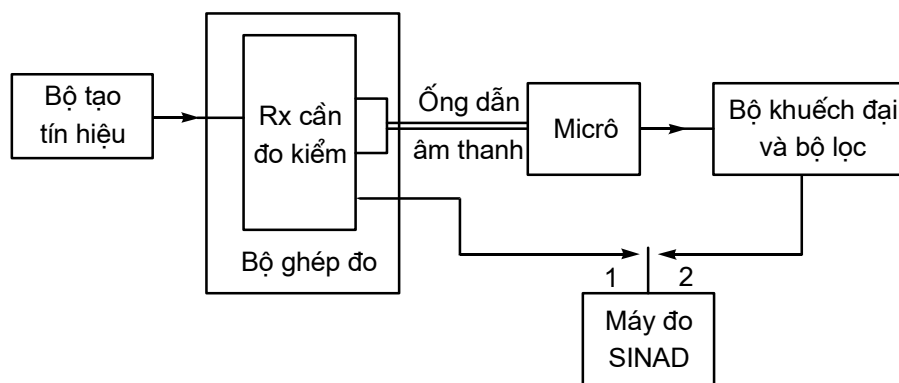 Bộ tạo
tín hiệu
Rx cần
đo kiểm
Bộ ghép đo
Ống dẫn
âm thanh
Micrô
Bộ khuếch đại
và bộ lọc
1
2
Máy đo
SINAD